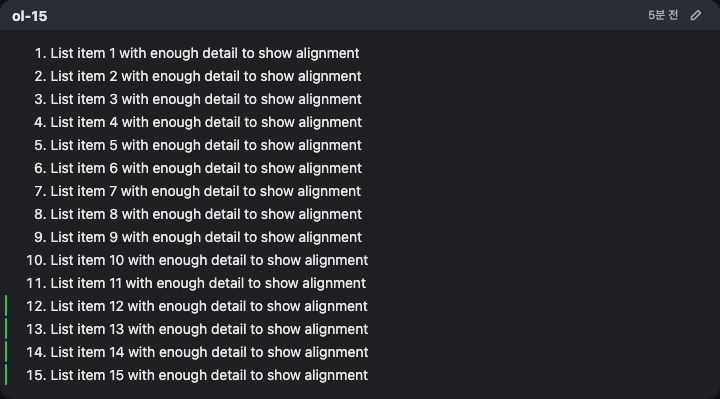 ol-15
5분 전
1. List item 1 with enough detail to show alignment
2. List item 2 with enough detail to show alignment
3. List item 3 with enough detail to show alignment
4. List item 4 with enough detail to show alignment
5. List item 5 with enough detail to show alignment
6. List item 6 with enough detail to show alignment
7. List item 7 with enough detail to show alignment
8. List item 8 with enough detail to show alignment
9. List item 9 with enough detail to show alignment
10. List item 10 with enough detail to show alignment
11. List item 11 with enough detail to show alignment
12. List item 12 with enough detail to show alignment
13. List item 13 with enough detail to show alignment
14. List item 14 with enough detail to show alignment
15. List item 15 with enough detail to show alignment